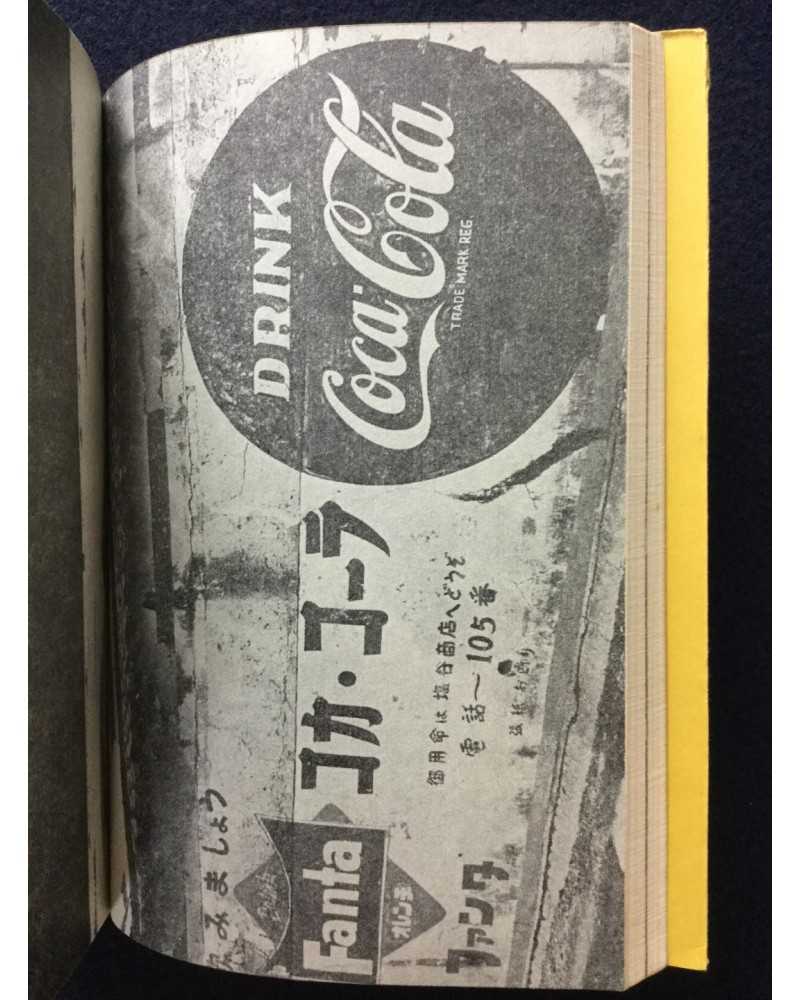 飲みましょう
Fanta
オレンジ
ファンタ
コカ・コーラ
御用命は塩谷商店へどうぞ
電話〜105番
DRINK
Coca-Cola
TRADE MARK REG